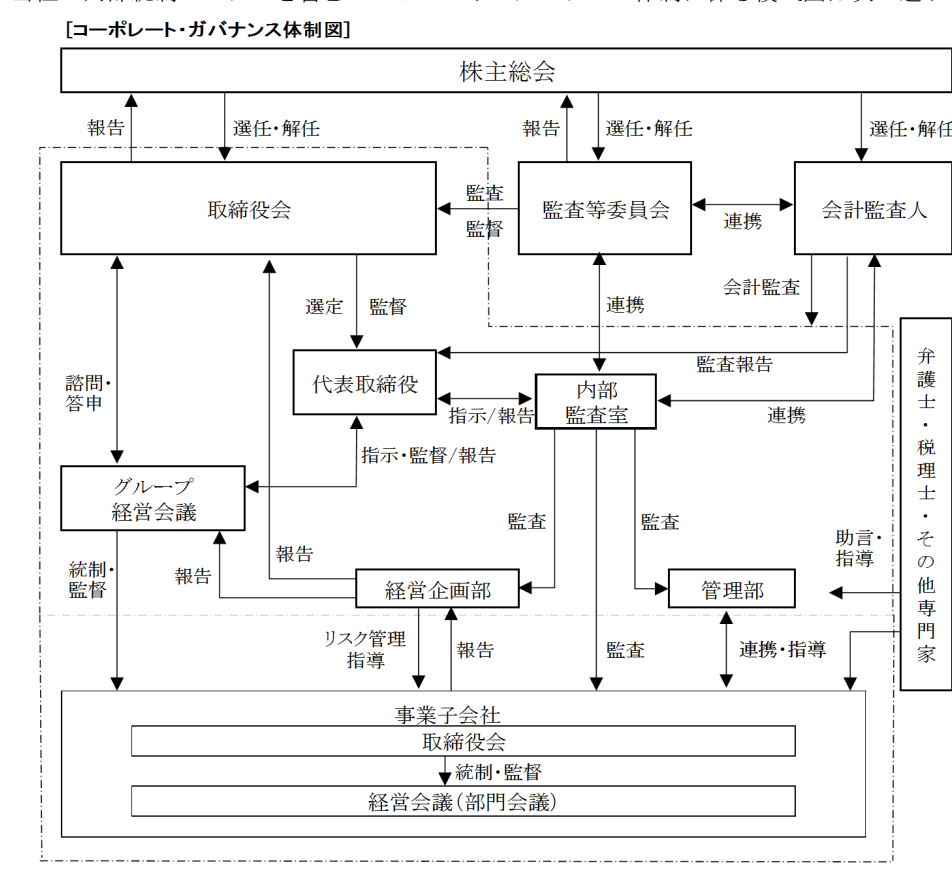 [コーポレート・ガバナンス体制図]
株主総会
報告
選任・解任
報告
選任・解任
選任・解任
取締役会
監査
監督
監査等委員会
連携
会計監査人
選定
監督
連携
会計監査
代表取締役
監査報告
諮問・
答申
指示/報告
内部
監査室
連携
指示・監督/報告
グループ
経営会議
監査
監査
助言・
指導
弁護士・税理士・その他専門家
統制・
監督
報告
報告
経営企画部
管理部
リスク管理
指導
報告
監査
連携・指導
事業子会社
取締役会
統制・監督
経営会議(部門会議)